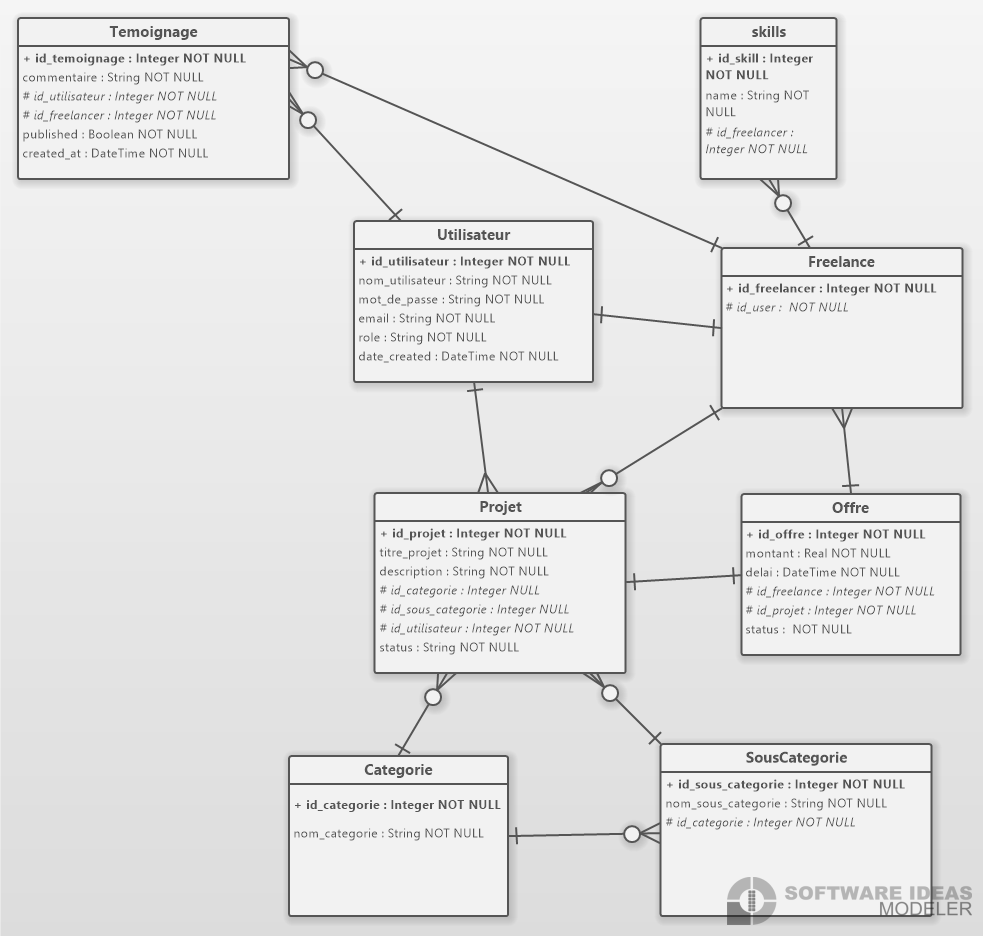 Temoignage
+ id_temoignage : Integer NOT NULL
commentaire : String NOT NULL
# id_utilisateur : Integer NOT NULL
# id_freelancer : Integer NOT NULL
published : Boolean NOT NULL
created_at : DateTime NOT NULL
skills
+ id_skill : Integer
NOT NULL
name : String NOT
NULL
# id_freelancer :
Integer NOT NULL
Utilisateur
+ id_utilisateur : Integer NOT NULL
nom_utilisateur : String NOT NULL
mot_de_passe : String NOT NULL
email : String NOT NULL
role : String NOT NULL
date_created : DateTime NOT NULL
Freelance
+ id_freelancer : Integer NOT NULL
# id_user :  NOT NULL
Projet
+ id_projet : Integer NOT NULL
titre_projet : String NOT NULL
description : String NOT NULL
# id_categorie : Integer NULL
# id_sous_categorie : Integer NULL
# id_utilisateur : Integer NOT NULL
status : String NOT NULL
Offre
+ id_offre : Integer NOT NULL
montant : Real NOT NULL
delai : DateTime NOT NULL
# id_freelance : Integer NOT NULL
# id_projet : Integer NOT NULL
status :  NOT NULL
Categorie
+ id_categorie : Integer NOT NULL
nom_categorie : String NOT NULL
SousCategorie
+ id_sous_categorie : Integer NOT NULL
nom_sous_categorie : String NOT NULL
# id_categorie : Integer NOT NULL
SOFTWARE IDEAS
MODELER